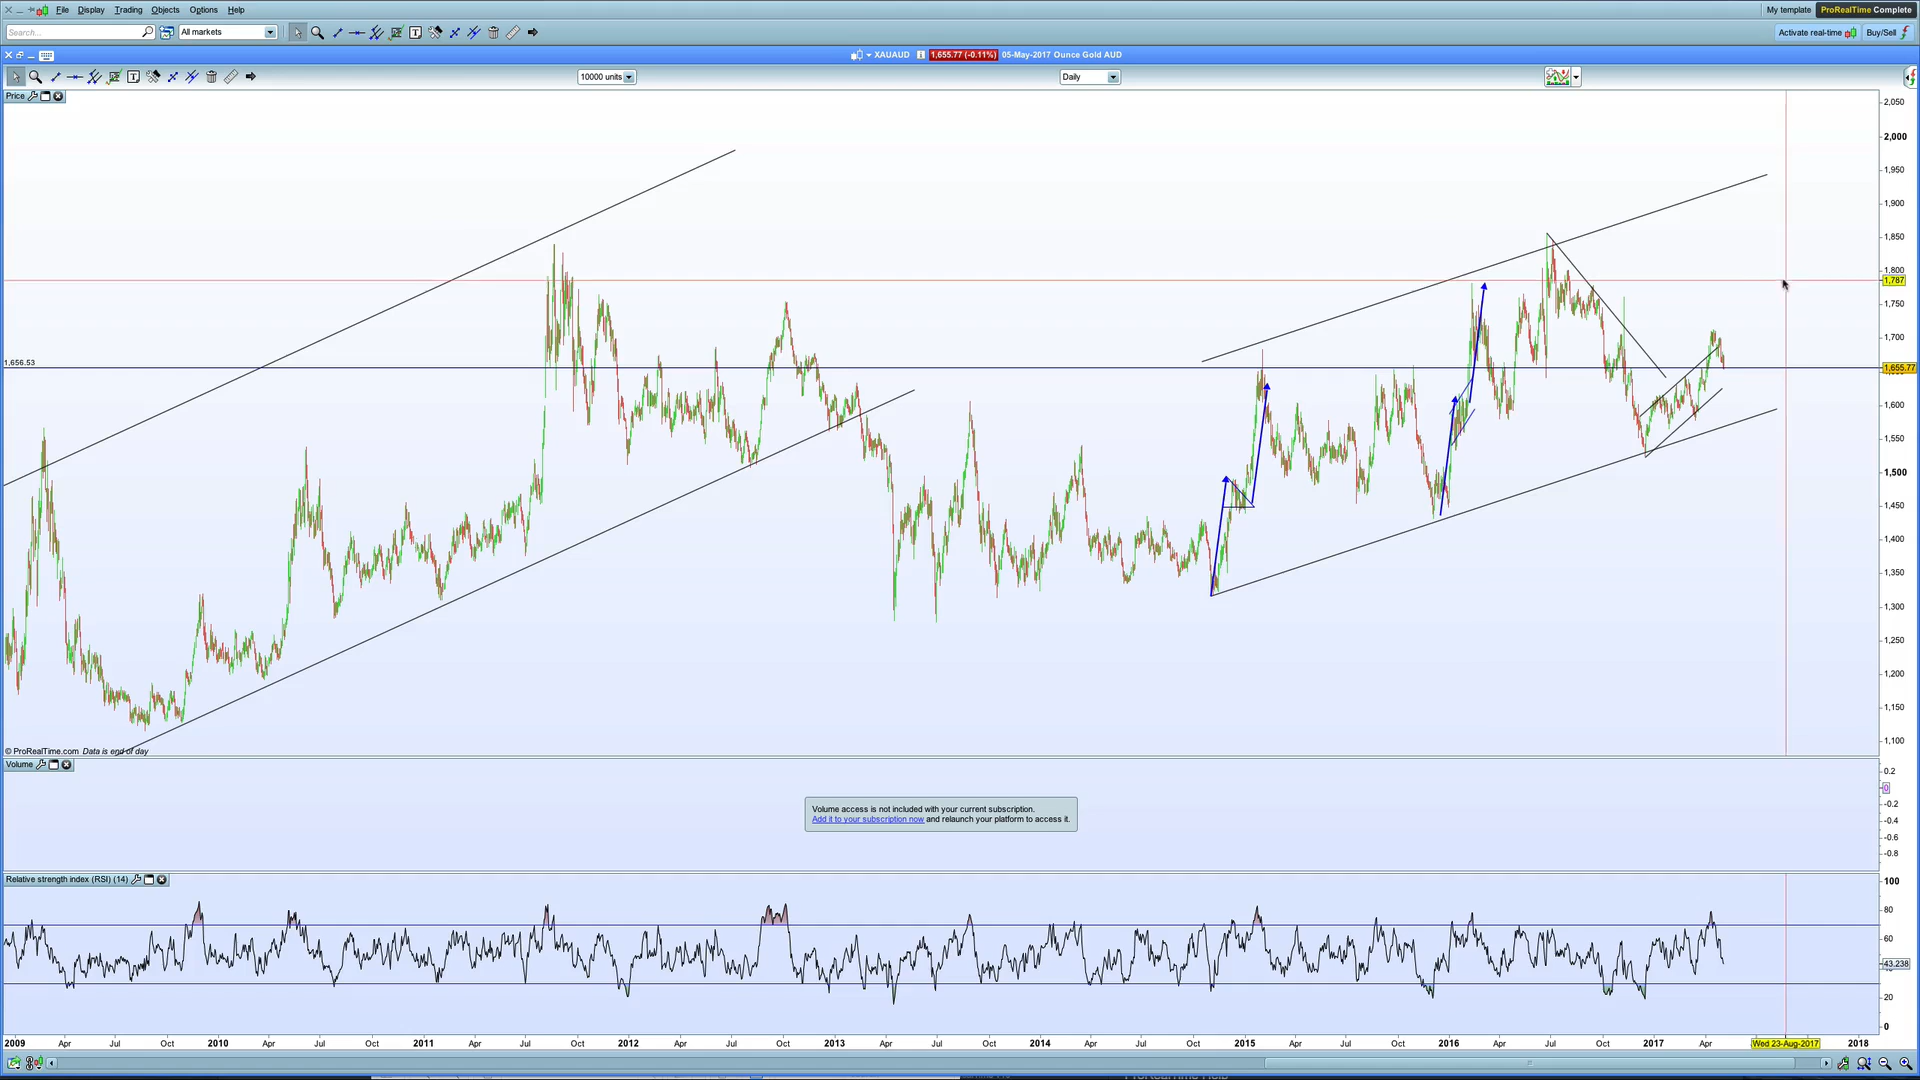 File Display Trading Objects Options Help
My template ProRealTime Complete
Search... All markets
Activate real-time Buy/Sell
XAUAUD 1,655.77 (-0.11%) 05-May-2017 Ounce Gold AUD
10000 units Daily
Price
2,050
2,000
1,950
1,900
1,850
1,800
1,787
1,750
1,700
1,656.53
1,655.77
1,600
1,550
1,500
1,450
1,400
1,350
1,300
1,250
1,200
1,150
1,100
© ProRealTime.com Data is end of day
Volume
0.2
0
-0.2
-0.4
-0.6
-0.8
Volume access is not included with your current subscription.
Add it to your subscription now and relaunch your platform to access it.
Relative strength index (RSI) (14)
100
80
60
43.238
20
0
2009 Apr Jul Oct 2010 Apr Jul Oct 2011 Apr Jul Oct 2012 Apr Jul Oct 2013 Apr Jul Oct 2014 Apr Jul Oct 2015 Apr Jul Oct 2016 Apr Jul Oct 2017 Apr Wed 23-Aug-2017 2018